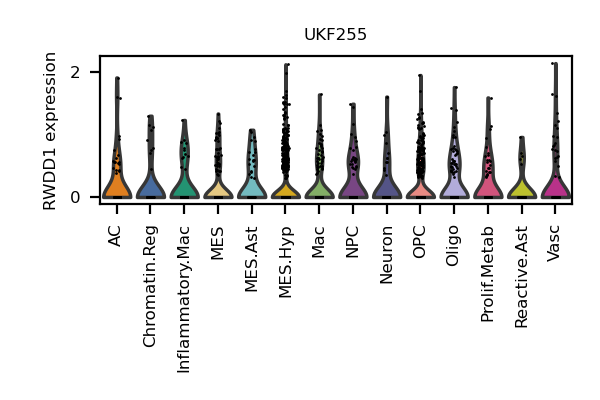 UKF255
RWDD1 expression
2
0
AC
Chromatin.Reg
Inflammatory.Mac
MES
MES.Ast
MES.Hyp
Mac
NPC
Neuron
OPC
Oligo
Prolif.Metab
Reactive.Ast
Vasc